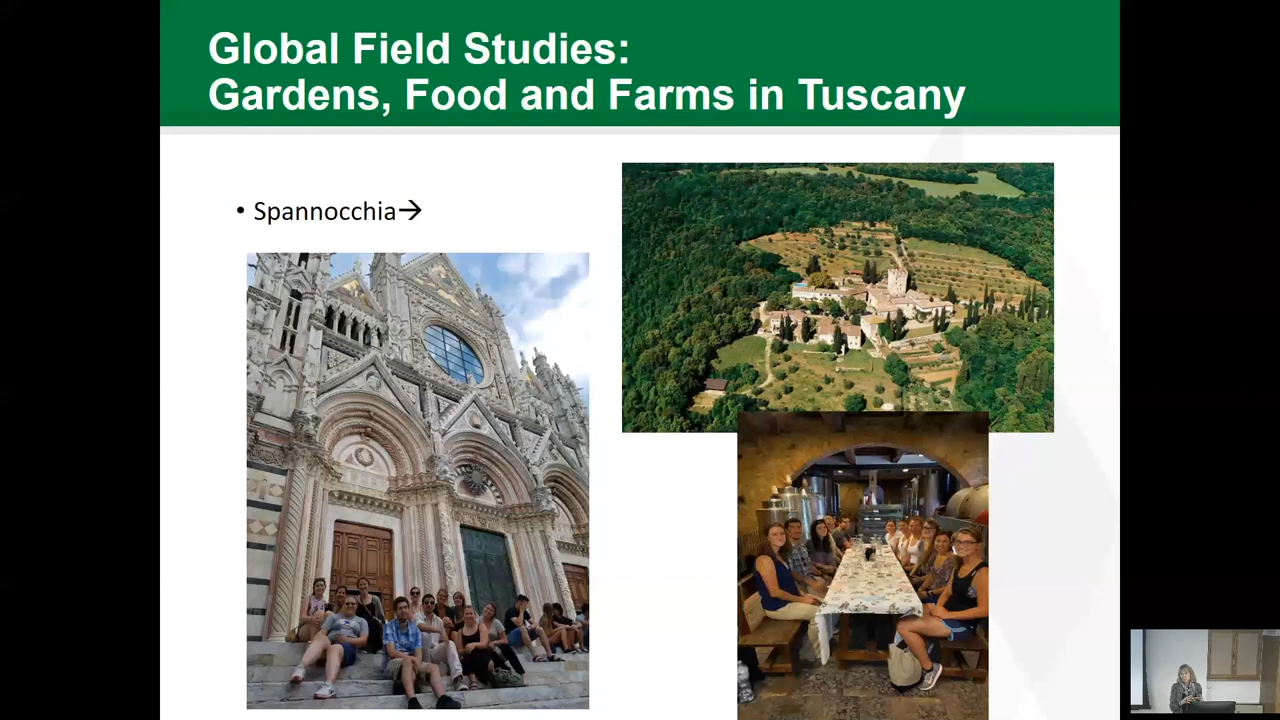 Global Field Studies:
Gardens, Food and Farms in Tuscany
• Spannocchia→